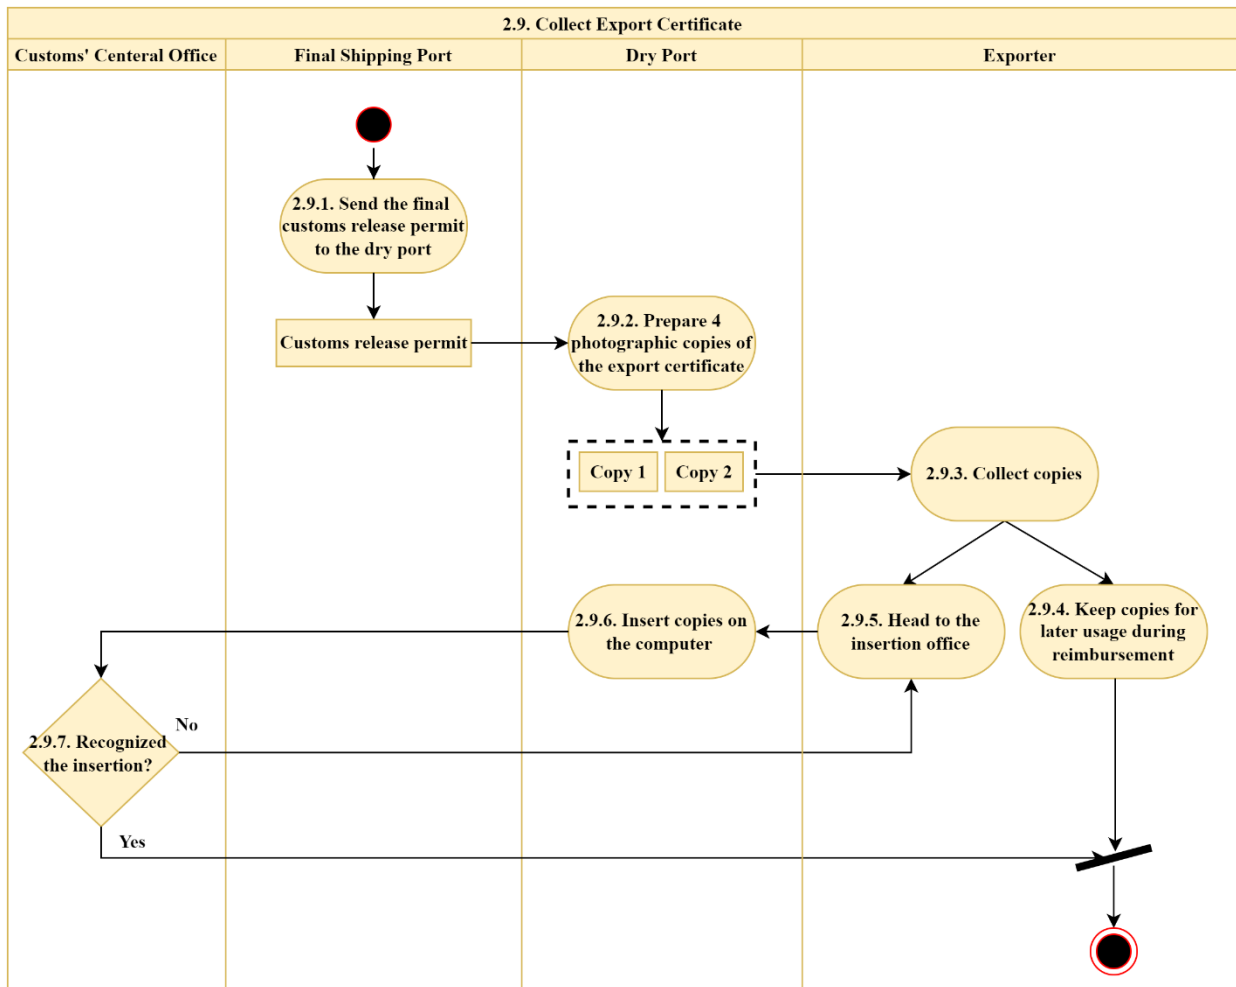 2.9. Collect Export Certificate
Customs' Centeral Office
Final Shipping Port
Dry Port
Exporter
2.9.1. Send the final
customs release permit
to the dry port
Customs release permit
2.9.2. Prepare 4
photographic copies of
the export certificate
Copy 1
Copy 2
2.9.3. Collect copies
2.9.6. Insert copies on
the computer
2.9.5. Head to the
insertion office
2.9.4. Keep copies for
later usage during
reimbursement
2.9.7. Recognized
the insertion?
No
Yes